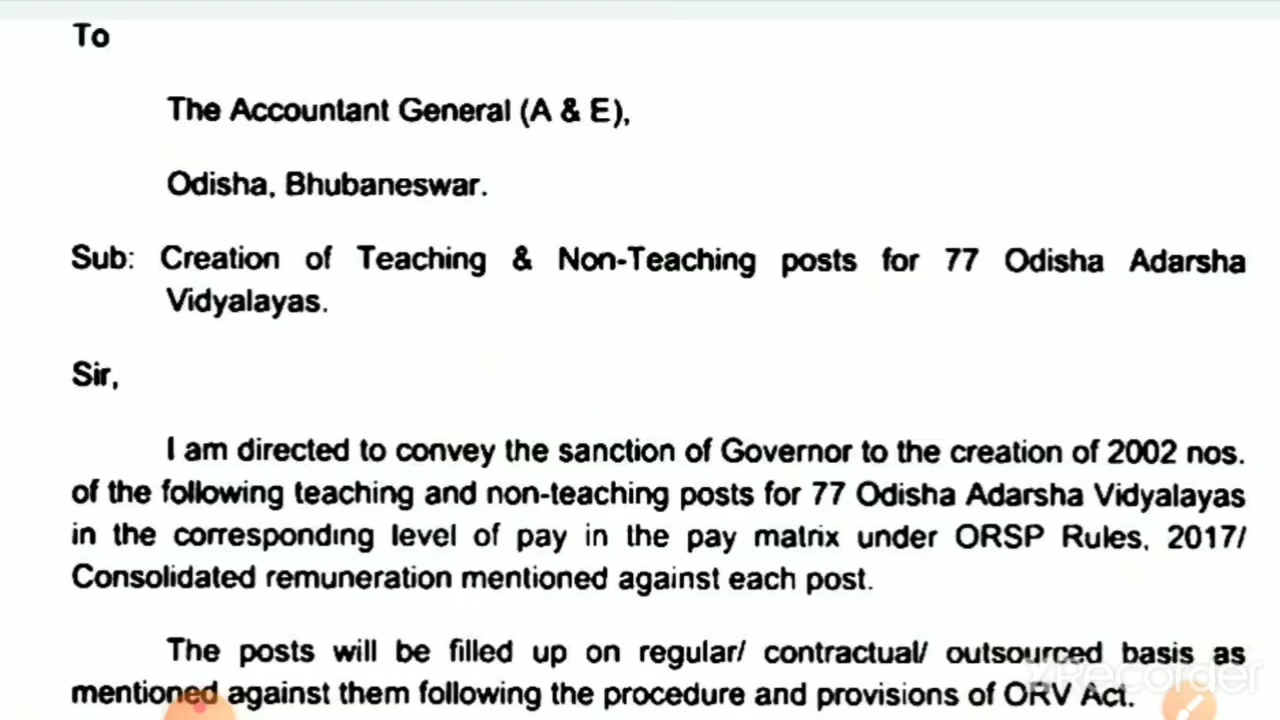 To
The Accountant General (A & E),
Odisha, Bhubaneswar.
Sub: Creation of Teaching & Non-Teaching posts for 77 Odisha Adarsha
Vidyalayas.
Sir,
I am directed to convey the sanction of Governor to the creation of 2002 nos.
of the following teaching and non-teaching posts for 77 Odisha Adarsha Vidyalayas
in the corresponding level of pay in the pay matrix under ORSP Rules, 2017/
Consolidated remuneration mentioned against each post.
The posts will be filled up on regular/ contractual/ outsourced basis as
mentioned against them following the procedure and provisions of ORV Act.
XRecorder